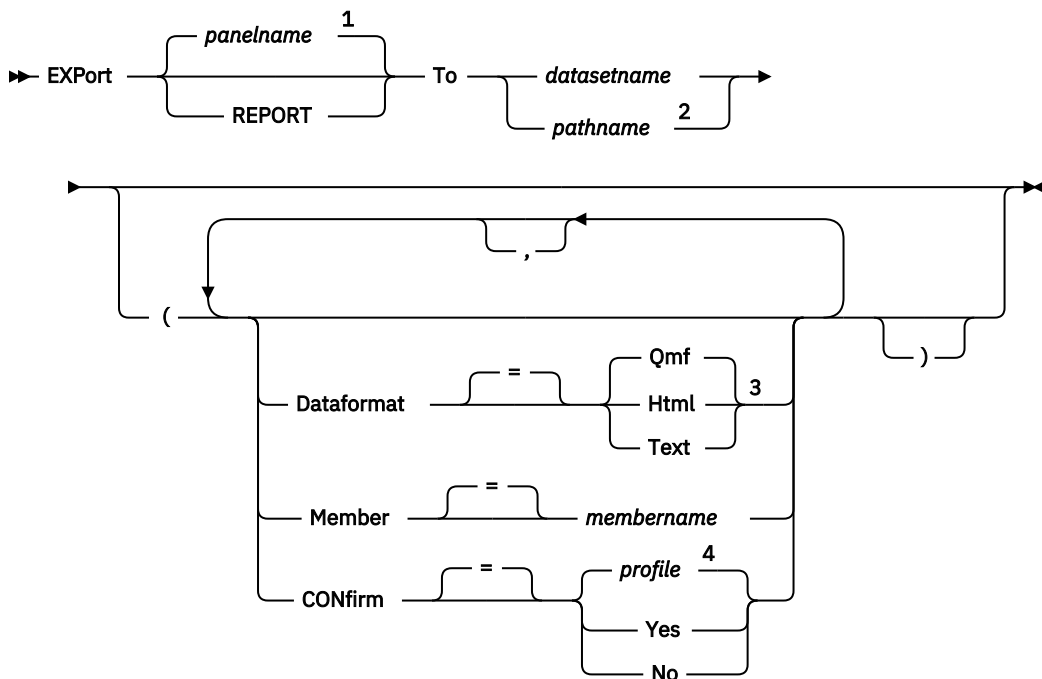 panelname 1
EXPort To datasetname
REPORT
pathname 2
,
( )
Qmf
=
Dataformat Html 3
Text
=
Member membername
profile 4
=
CONfirm
Yes
No